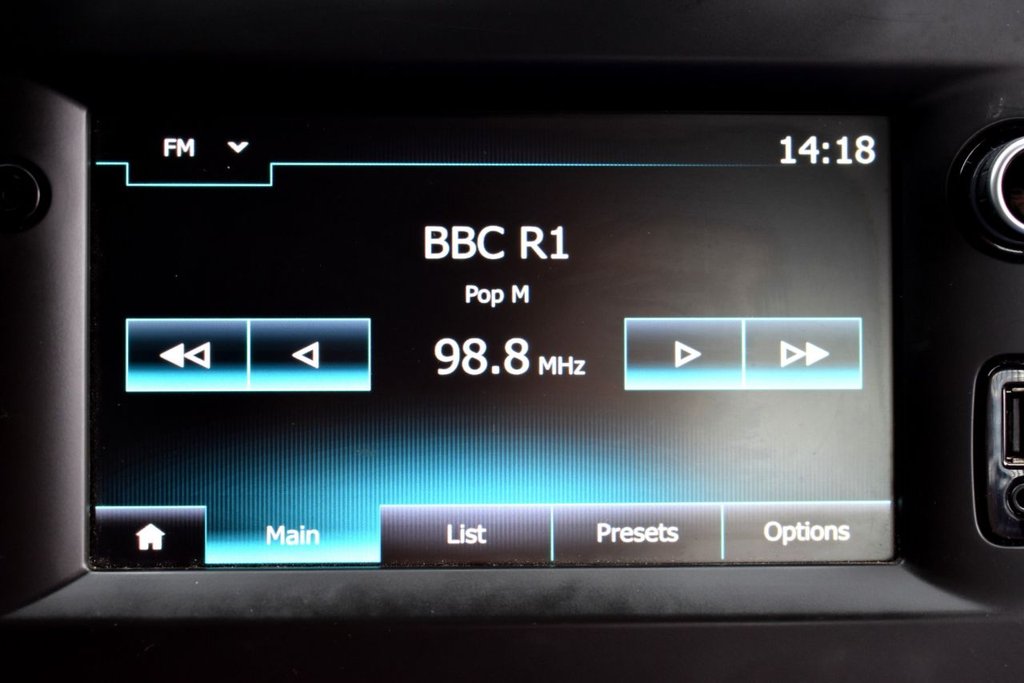 FM
14:18
BBC R1
Pop M
98.8 MHz
Main List Presets Options